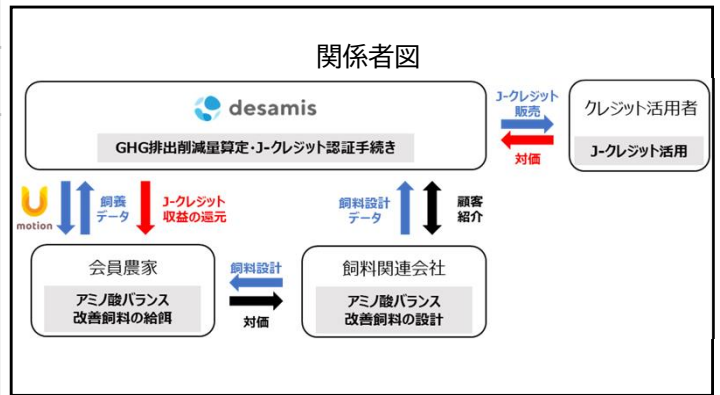 関係者図
desamis
GHG排出削減量算定・J-クレジット認証手続き
J-クレジット
販売
対価
クレジット活用者
J-クレジット活用
U
motion
飼養
データ
J-クレジット
収益の還元
飼料設計
データ
顧客
紹介
会員農家
アミノ酸バランス
改善飼料の給餌
飼料設計
対価
飼料関連会社
アミノ酸バランス
改善飼料の設計